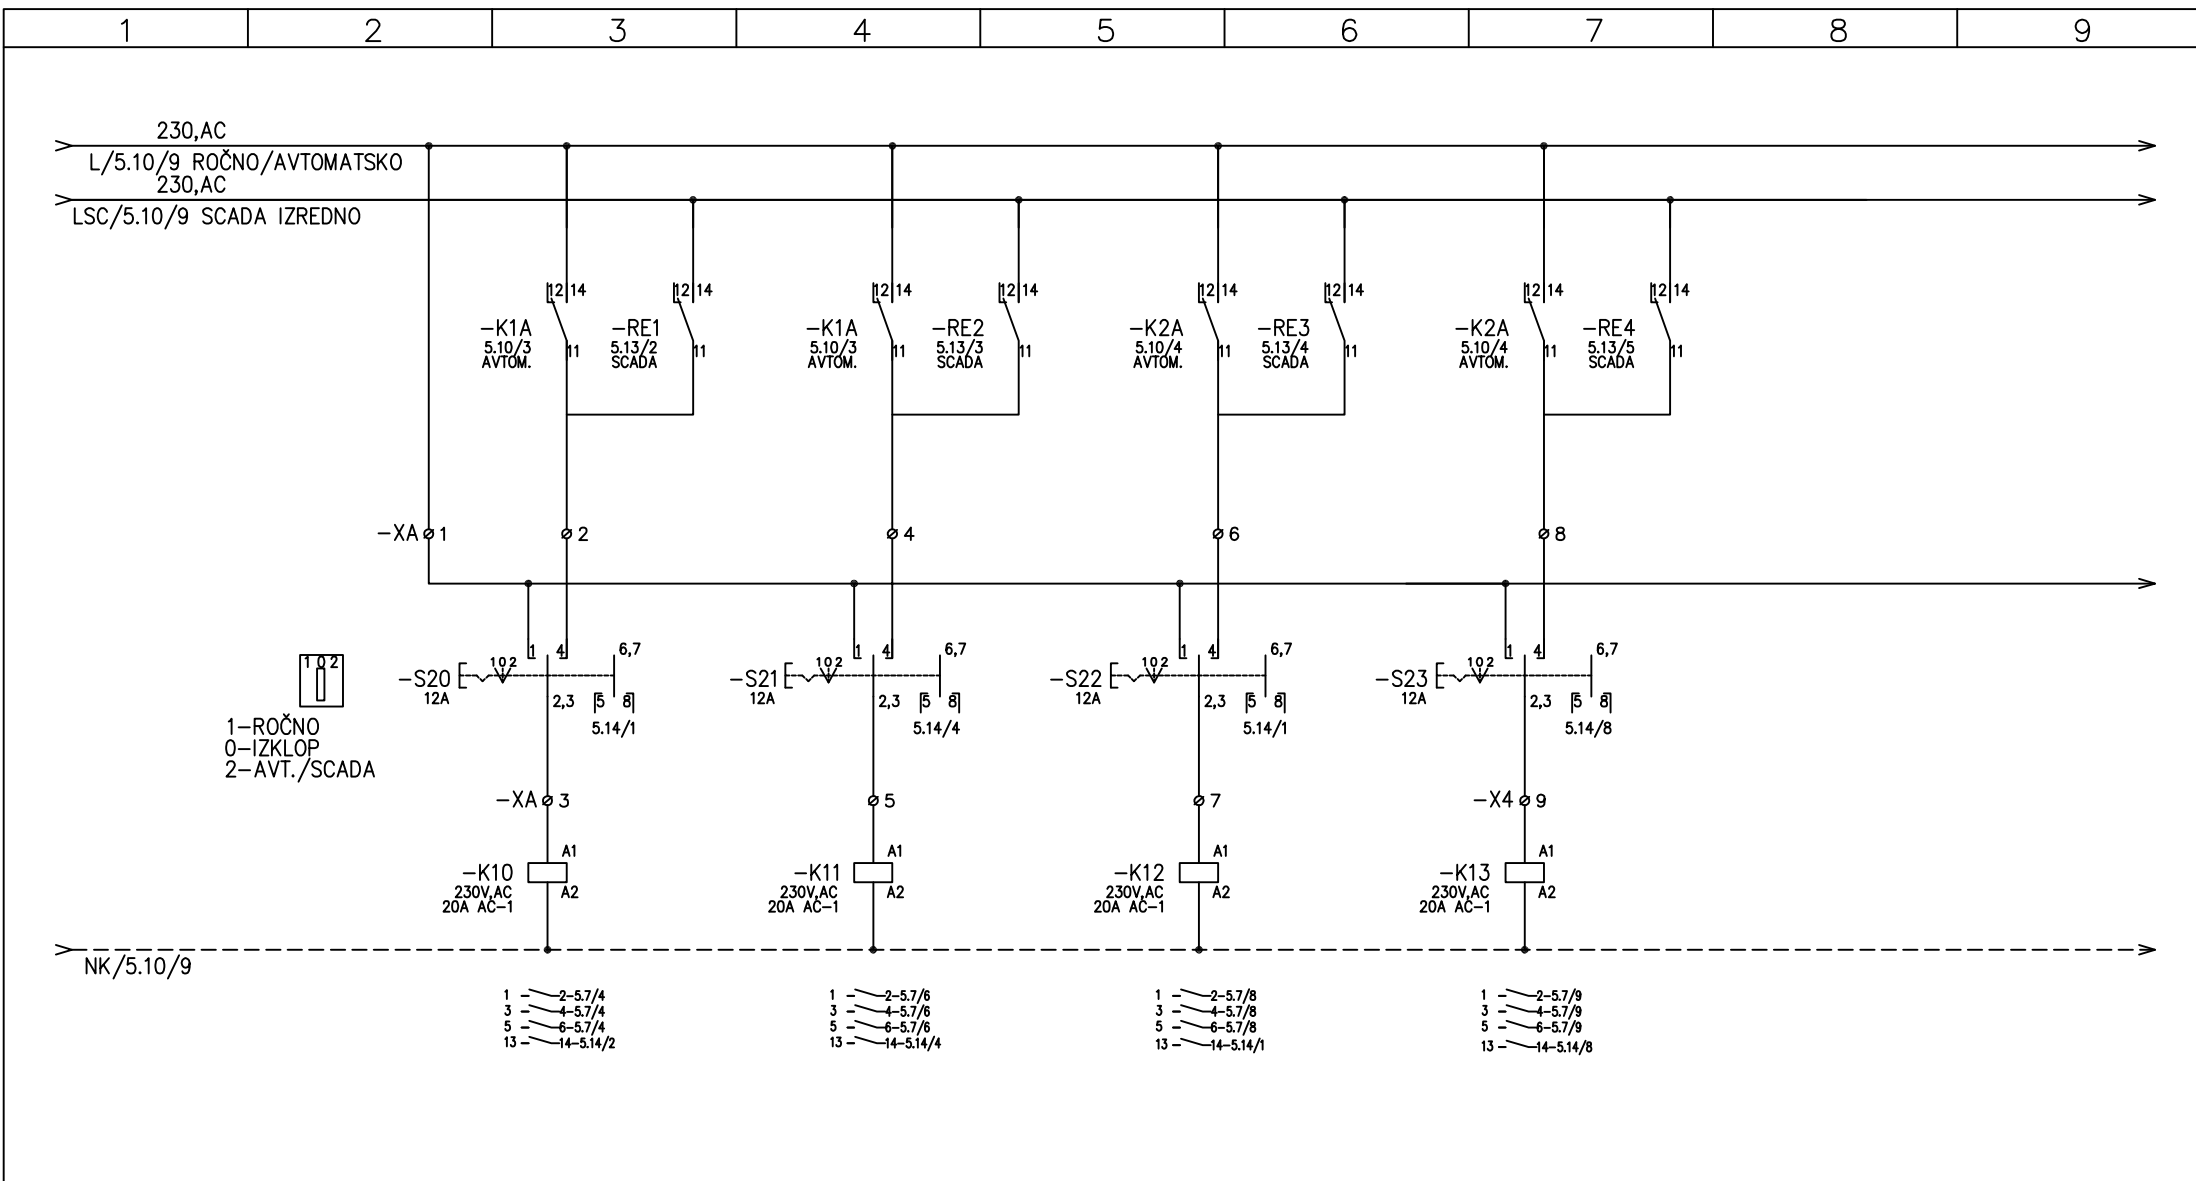 1 2 3 4 5 6 7 8 9
230,AC
L/5.10/9 ROČNO/AVTOMATSKO
230,AC
LSC/5.10/9 SCADA IZREDNO
12 14 12 14 12 14 12 14 12 14 12 14 12 14 12 14
-K1A -RE1 -K1A -RE2 -K2A -RE3 -K2A -RE4
5.10/3 11 5.13/2 11 5.10/3 11 5.13/3 11 5.10/4 11 5.13/4 11 5.10/4 11 5.13/5 11
AVTOM. SCADA AVTOM. SCADA AVTOM. SCADA AVTOM. SCADA
-XA 1 2 4 6 8
1 4 6,7 1 4 6,7 1 4 6,7 1 4 6,7
1 0 2 1 0 2 1 0 2 1 0 2 1 0 2
-S20 -S21 -S22 -S23
12A 2,3 5 8 12A 2,3 5 8 12A 2,3 5 8 12A 2,3 5 8
5.14/1 5.14/4 5.14/1 5.14/8
1-ROČNO
0-IZKLOP
2-AVT./SCADA
-XA 3 5 7 -X4 9
A1 A1 A1 A1
-K10 -K11 -K12 -K13
230V,AC A2 230V,AC A2 230V,AC A2 230V,AC A2
20A AC-1 20A AC-1 20A AC-1 20A AC-1
NK/5.10/9
1 2-5.7/4 1 2-5.7/6 1 2-5.7/8 1 2-5.7/9
3 4-5.7/4 3 4-5.7/6 3 4-5.7/8 3 4-5.7/9
5 6-5.7/4 5 6-5.7/6 5 6-5.7/8 5 6-5.7/9
13 14-5.14/2 13 14-5.14/4 13 14-5.14/1 13 14-5.14/8